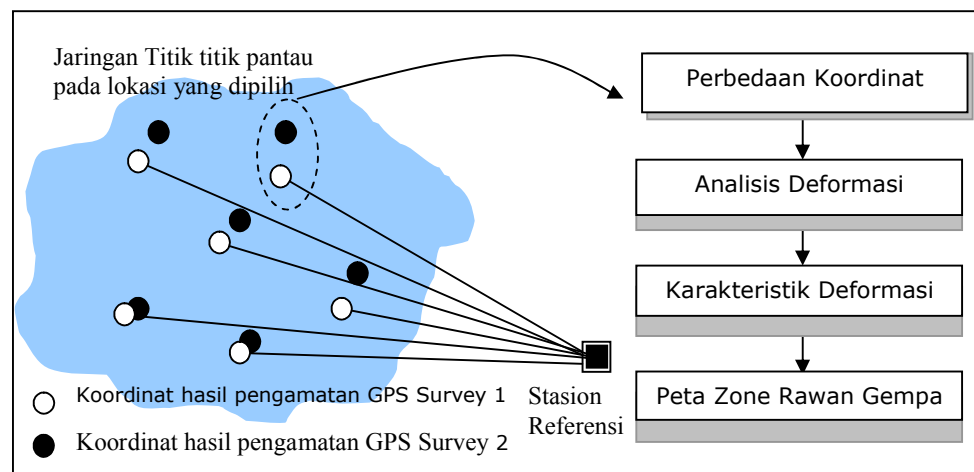 Jaringan Titik titik pantau
pada lokasi yang dipilih
Perbedaan Koordinat
Analisis Deformasi
Karakteristik Deformasi
Peta Zone Rawan Gempa
Koordinat hasil pengamatan GPS Survey 1
Koordinat hasil pengamatan GPS Survey 2
Stasion
Referensi